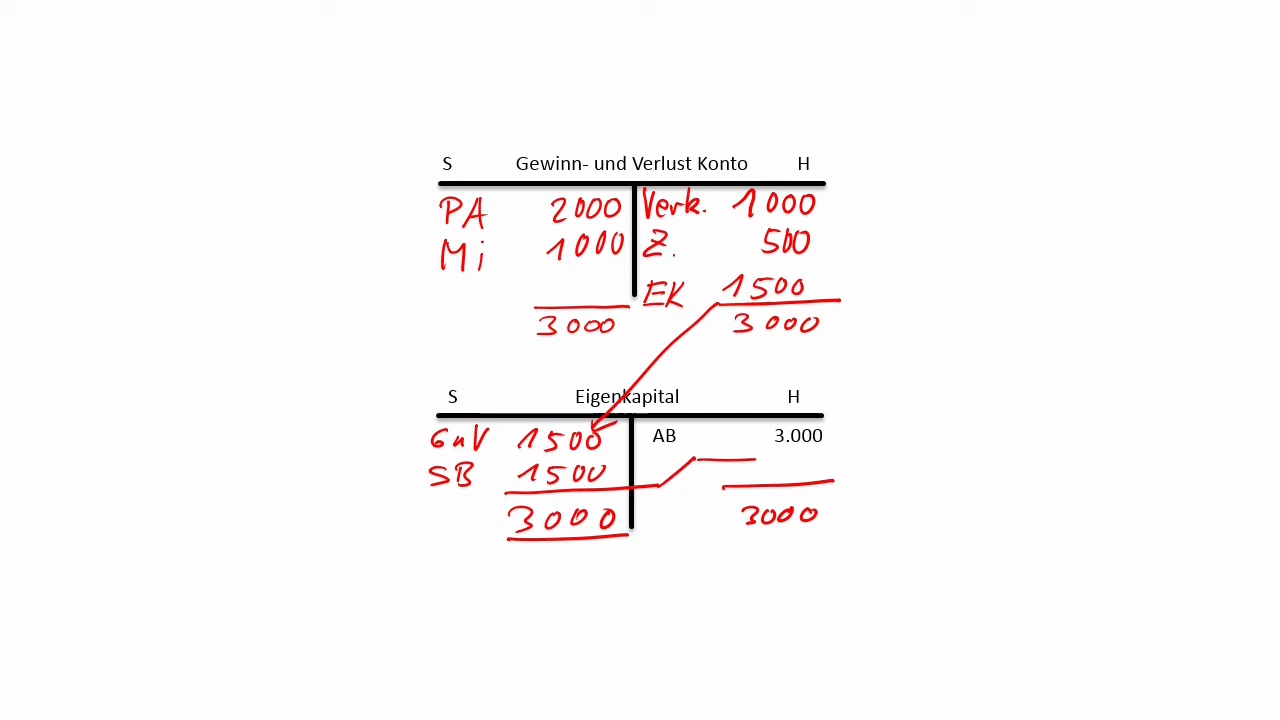 S Gewinn- und Verlust Konto H
PA 2000 Verk. 1000
Mi 1000 Z. 500
EK 1500
3000 3000
S Eigenkapital H
GuV 1500 AB 3.000
SB 1500
3000 3000